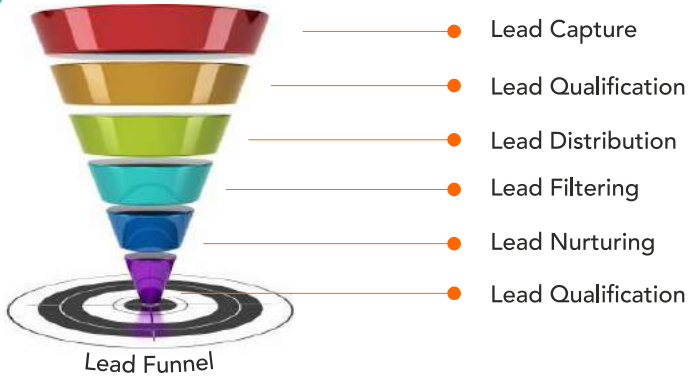 Lead Capture
Lead Qualification
Lead Distribution
Lead Filtering
Lead Nurturing
Lead Qualification
Lead Funnel